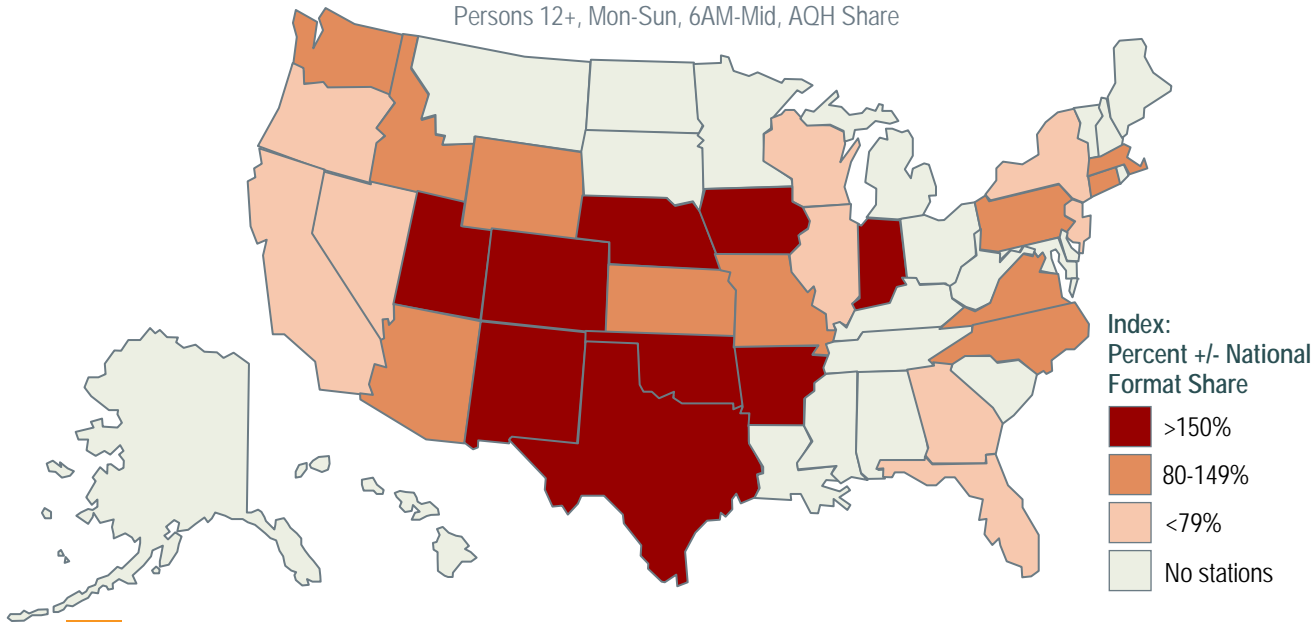 Persons 12+, Mon-Sun, 6AM-Mid, AQH Share
Index:
Percent +/- National
Format Share
>150%
80-149%
<79%
No stations